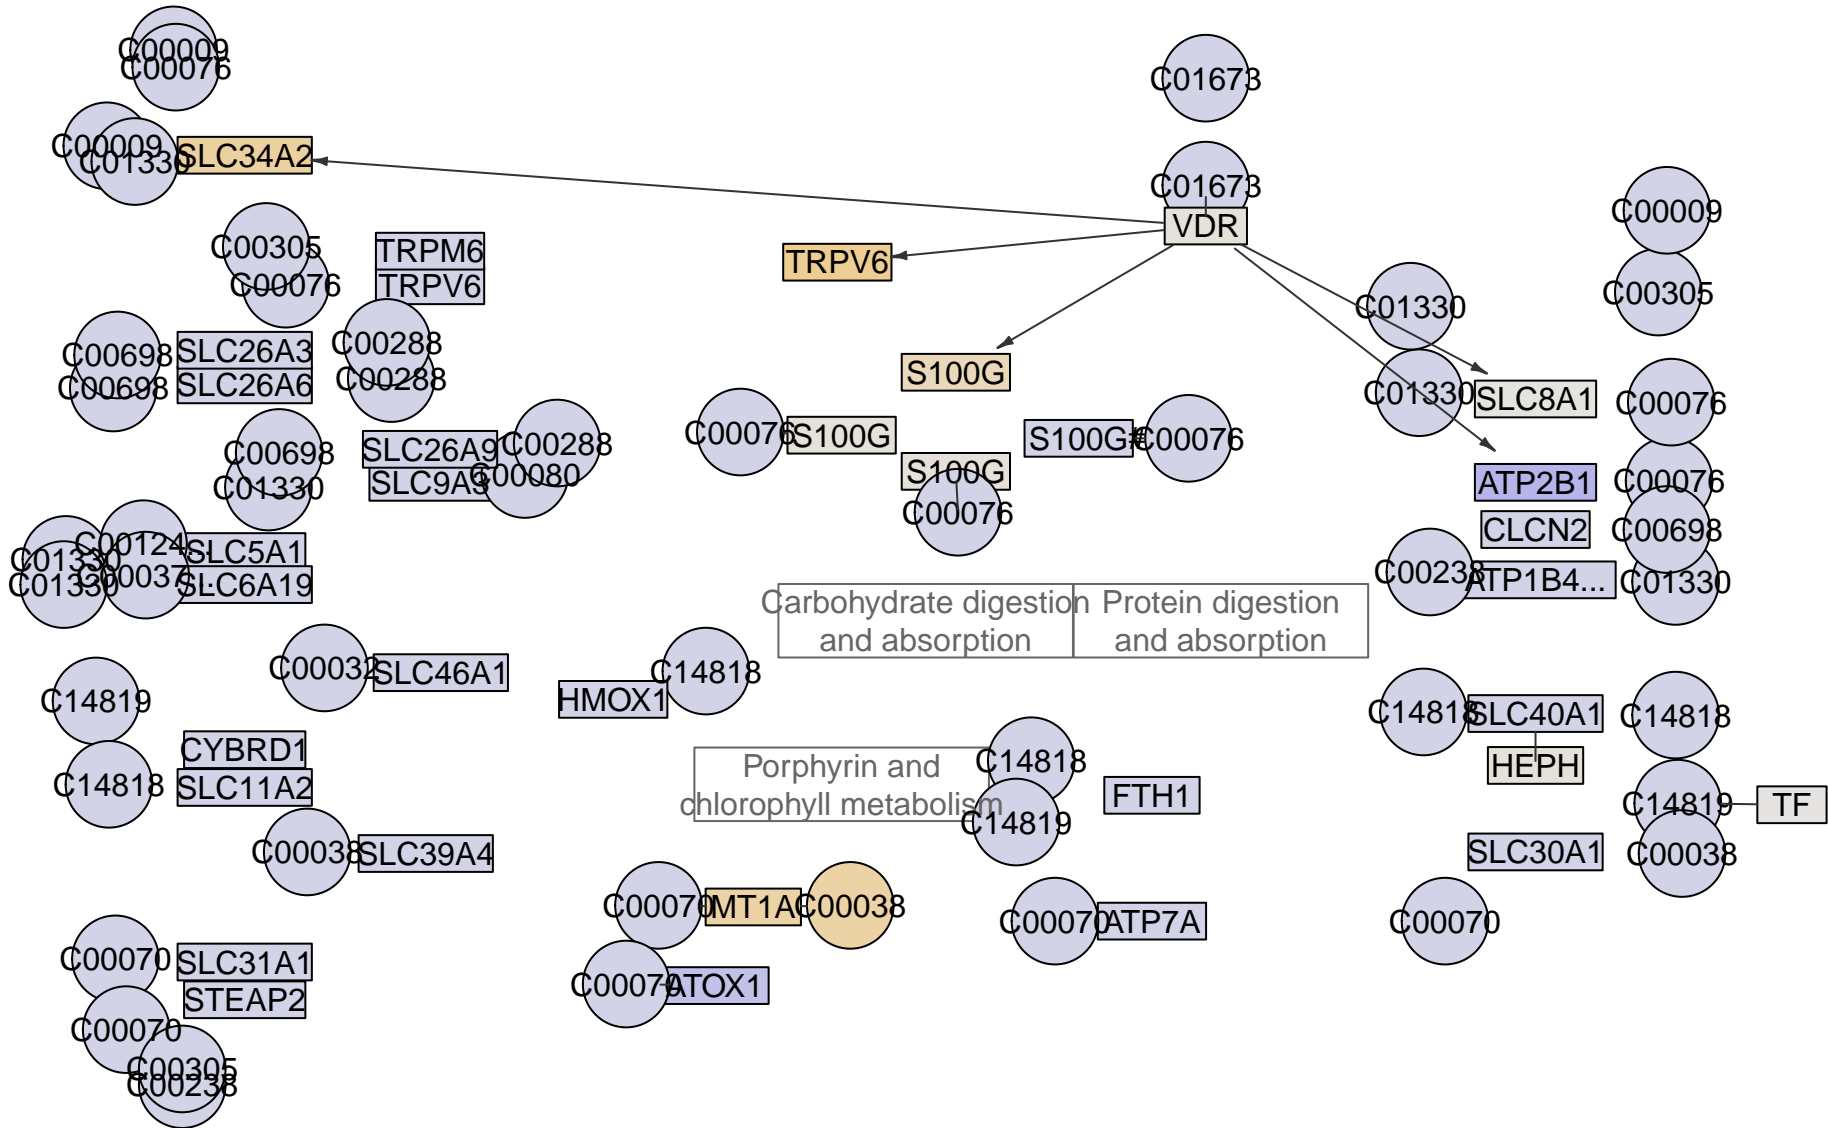 C00009
C00076
C01673
C00009
C01330
SLC34A2
C01673
VDR
C00009
C00305
C00076
TRPM6
TRPV6
TRPV6
C01330
C00305
C00698
C00698
SLC26A3
SLC26A6
C00288
C00288
S100G
C01330
SLC8A1
C00076
C00698
C01330
SLC26A9
SLC9A3
C00288
C00080
C00076
S100G
S100G
C00076
S100G#
C00076
ATP2B1
C00076
CLCN2
C00698
C01330
C01330
C00124...
C00037...
SLC5A1
SLC6A19
C00238
ATP1B4...
C01330
Carbohydrate digestion
and absorption
Protein digestion
and absorption
C00032
SLC46A1
HMOX1
C14818
C14819
C14818
CYBRD1
SLC11A2
Porphyrin and
chlorophyll metabolism
C14818
C14819
FTH1
C14818
SLC40A1
HEPH
C14818
C14819
TF
C00038
SLC39A4
SLC30A1
C00038
C00070
MT1A
C00038
C00070
ATP7A
C00070
C00070
SLC31A1
STEAP2
C00070
ATOX1
C00070
C00305
C00238